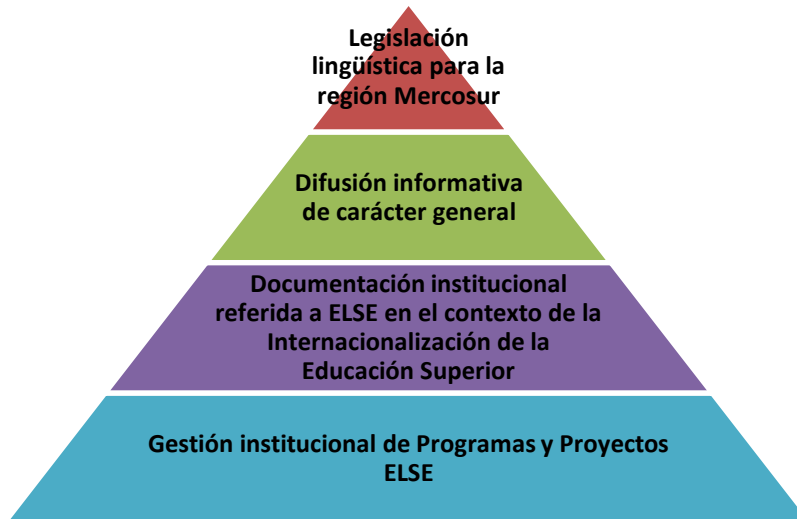 Legislación
lingüística para la
región Mercosur
Difusión informativa
de carácter general
Documentación institucional
referida a ELSE en el contexto de la
Internacionalización de la
Educación Superior
Gestión institucional de Programas y Proyectos
ELSE